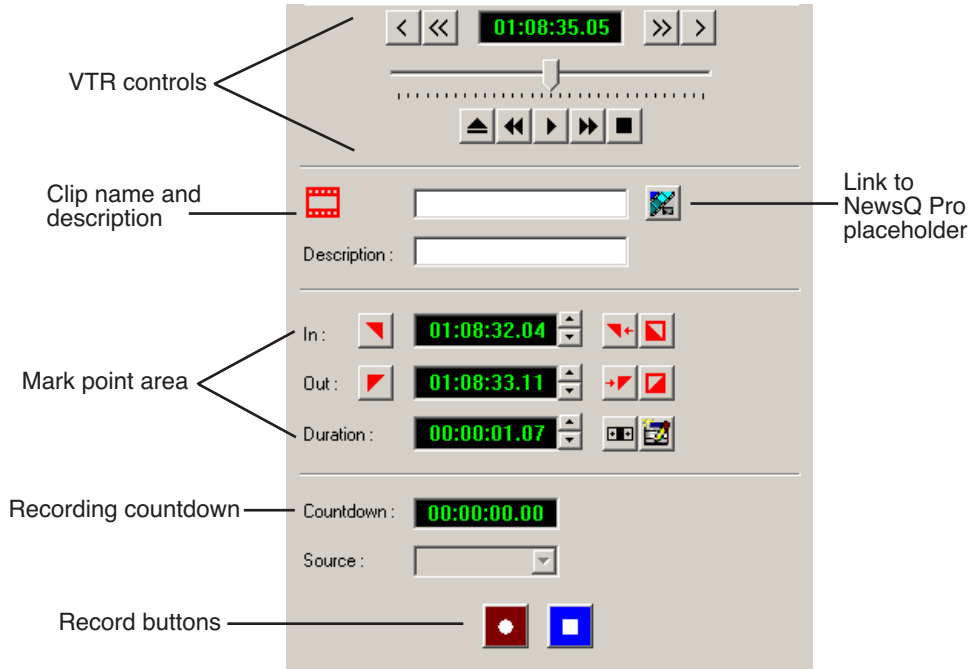 01:08:35.05
VTR controls
Clip name and
description
Link to
NewsQ Pro
placeholder
Description :
In :
01:08:32.04
Mark point area
Out :
01:08:33.11
Duration :
00:00:01.07
Recording countdown
Countdown :
00:00:00.00
Source :
Record buttons